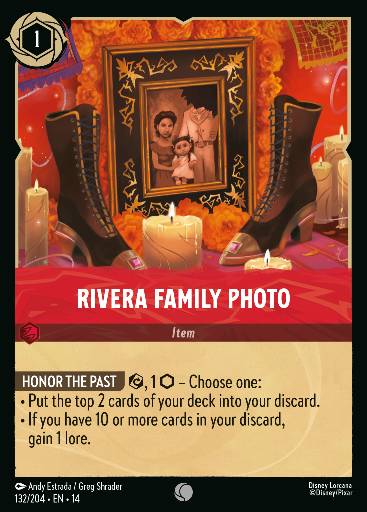 1
RIVERA FAMILY PHOTO
Item
HONOR THE PAST , 1 – Choose one:
• Put the top 2 cards of your deck into your discard.
• If you have 10 or more cards in your discard,
gain 1 lore.
Andy Estrada / Greg Shrader
132/204 • EN • 14
Disney Lorcana
©Disney/Pixar